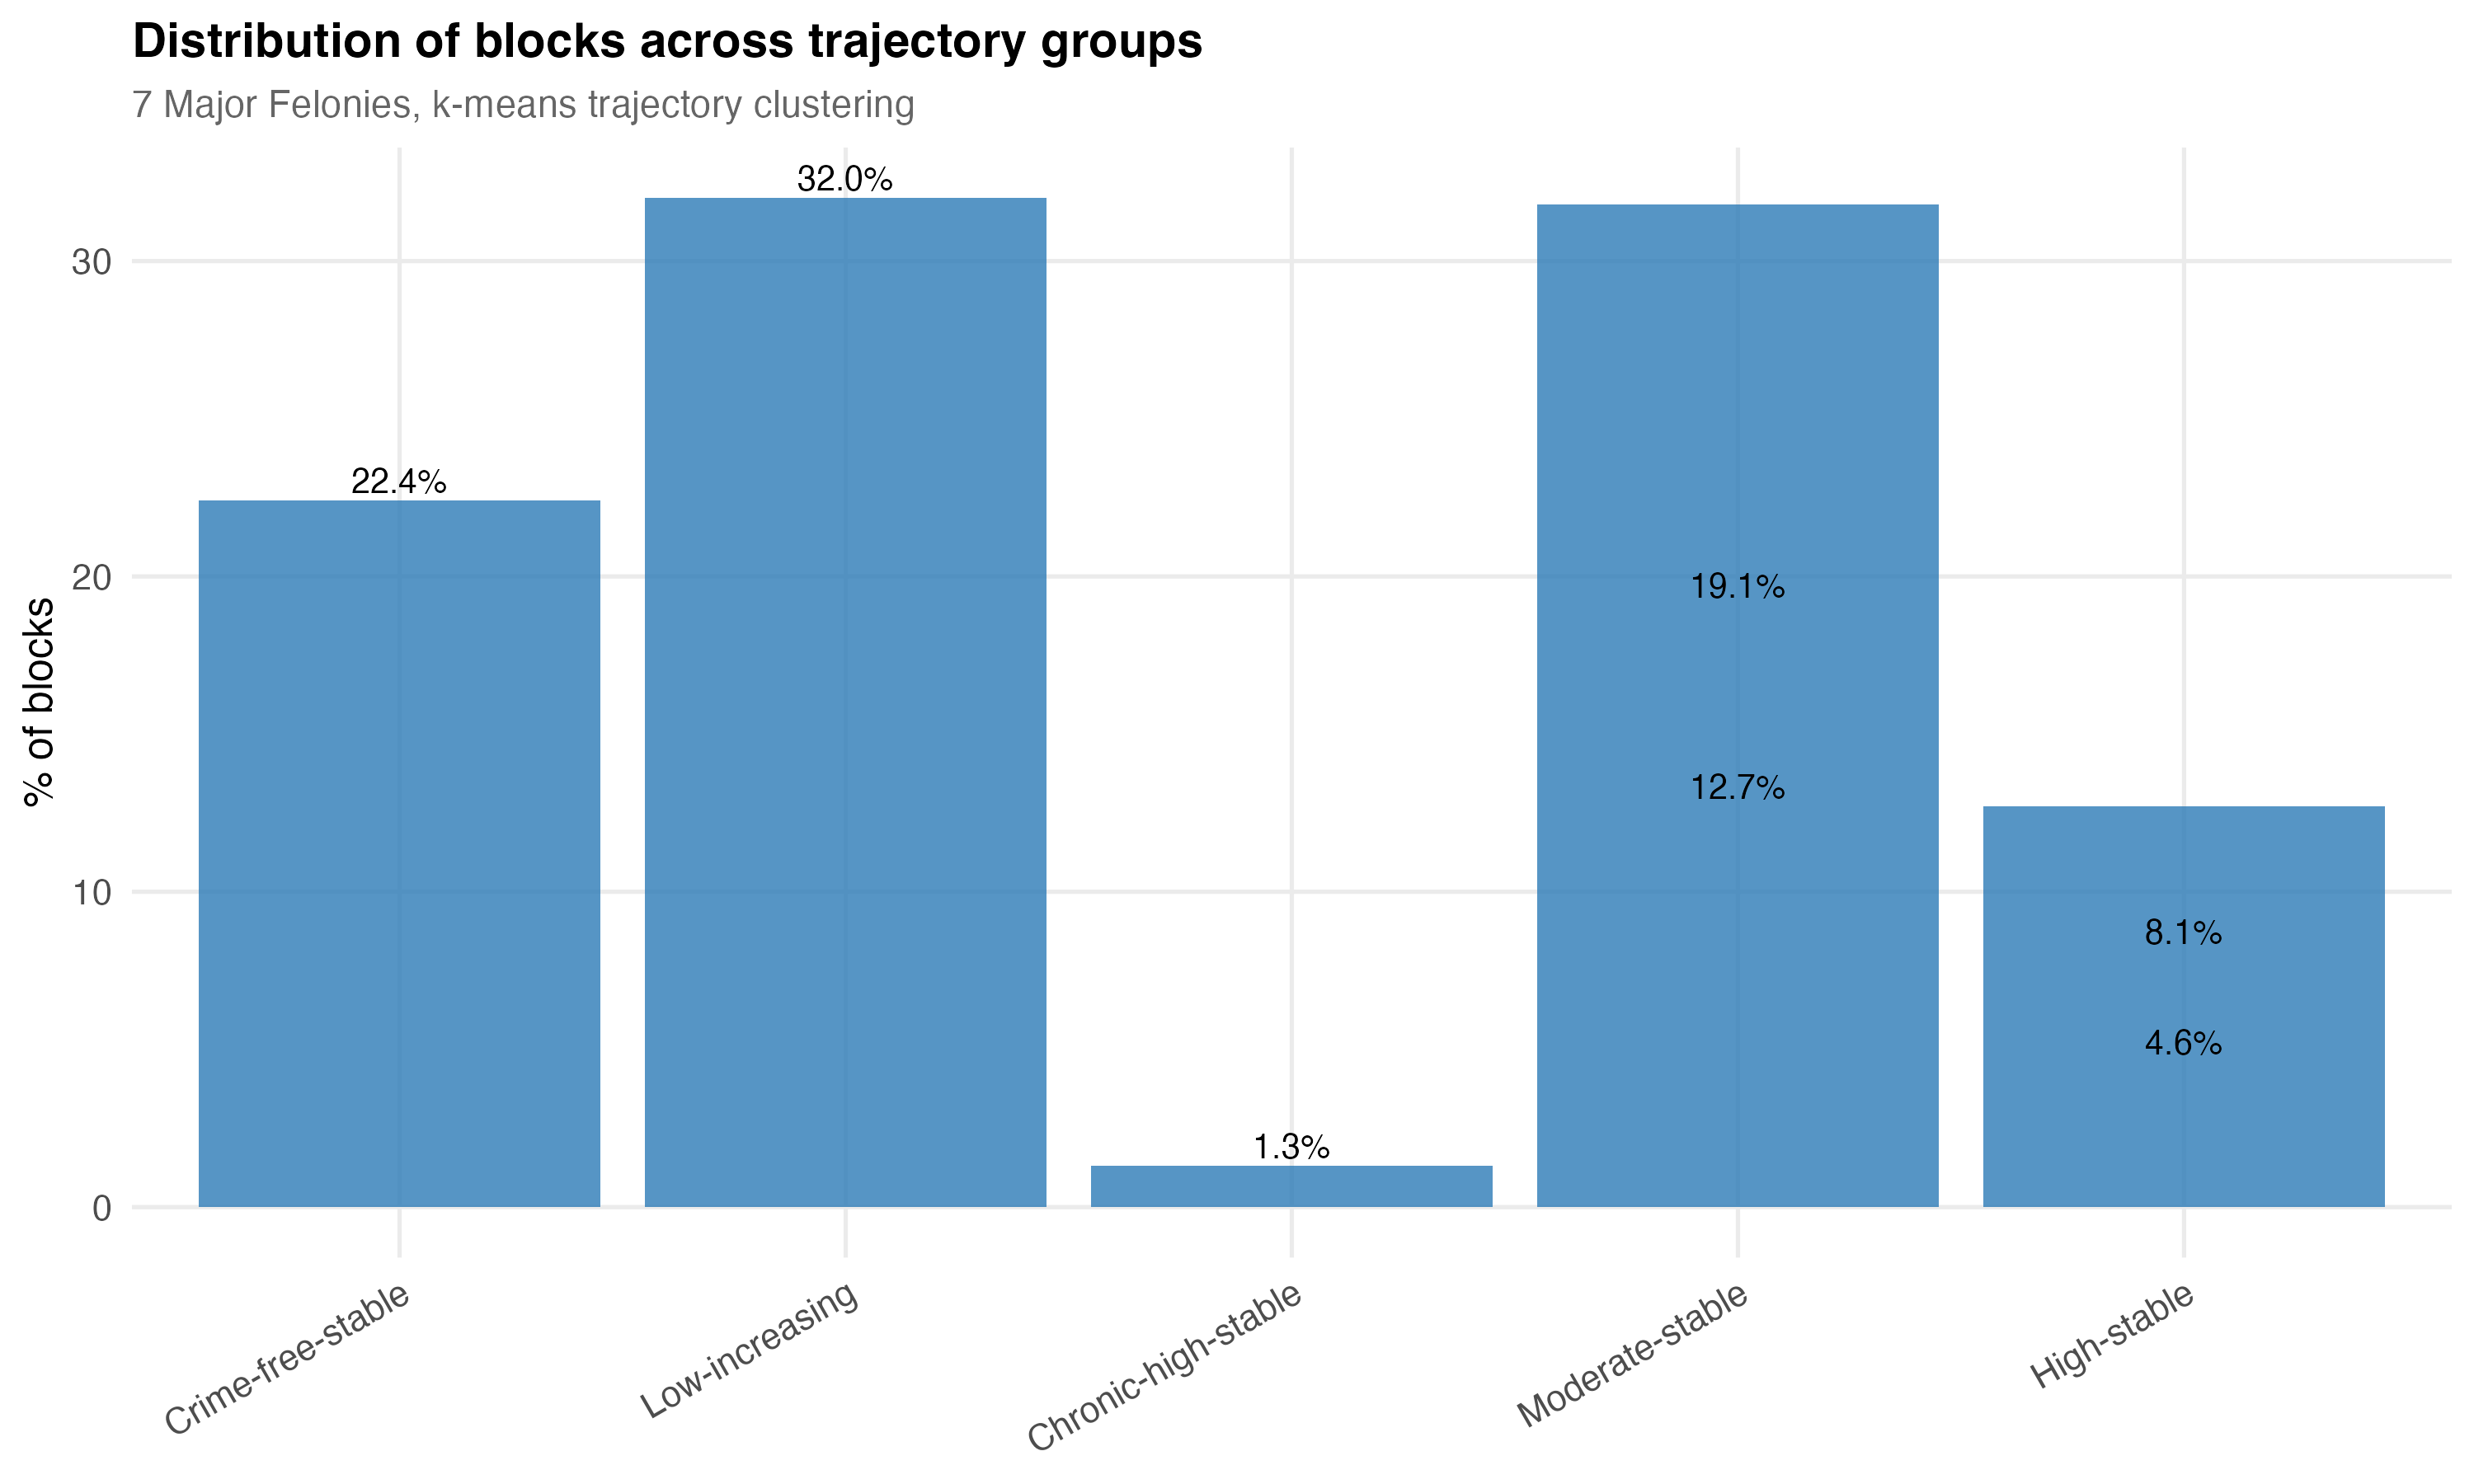 Distribution of blocks across trajectory groups
7 Major Felonies, k-means trajectory clustering
% of blocks
30
20
10
0
22.4%
32.0%
1.3%
19.1%
12.7%
8.1%
4.6%
Crime-free-stable
Low-increasing
Chronic-high-stable
Moderate-stable
High-stable